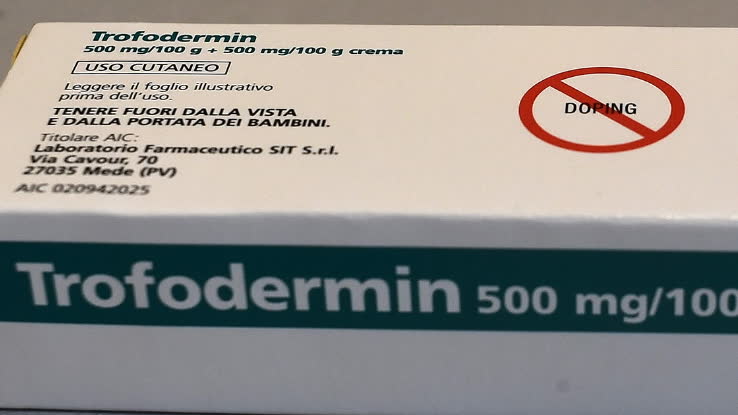 Trofodermin
500 mg/100 g + 500 mg/100 g crema
USO CUTANEO
Leggere il foglio illustrativo
prima dell'uso.
TENERE FUORI DALLA VISTA
E DALLA PORTATA DEI BAMBINI.
Titolare AIC:
Laboratorio Farmaceutico SIT S.r.l.
Via Cavour, 70
27035 Mede (PV)
AIC 020942025
DOPING
Trofodermin 500 mg/100